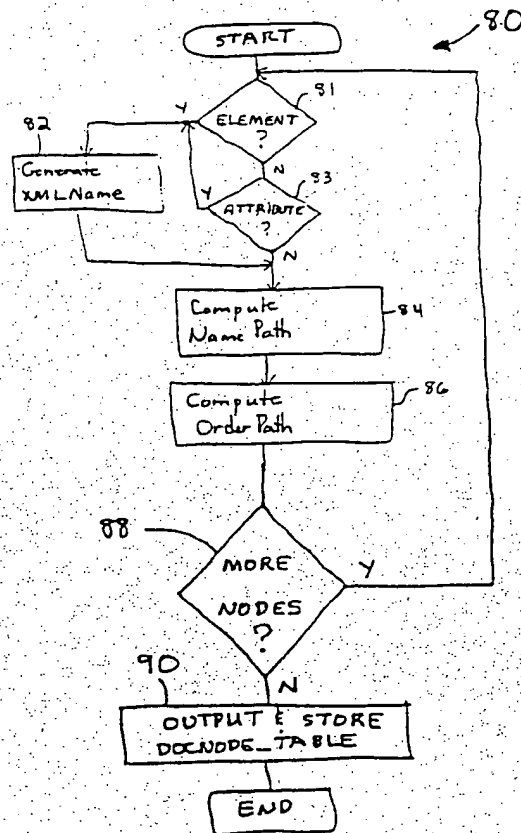 80
START
81
ELEMENT
?
Y
N
82
Generate
XMLName
83
ATTRIBUTE
?
Y
N
Compute
Name Path
84
Compute
Order Path
86
88
MORE
NODES
?
Y
N
90
OUTPUT & STORE
DOCNODE_TABLE
END